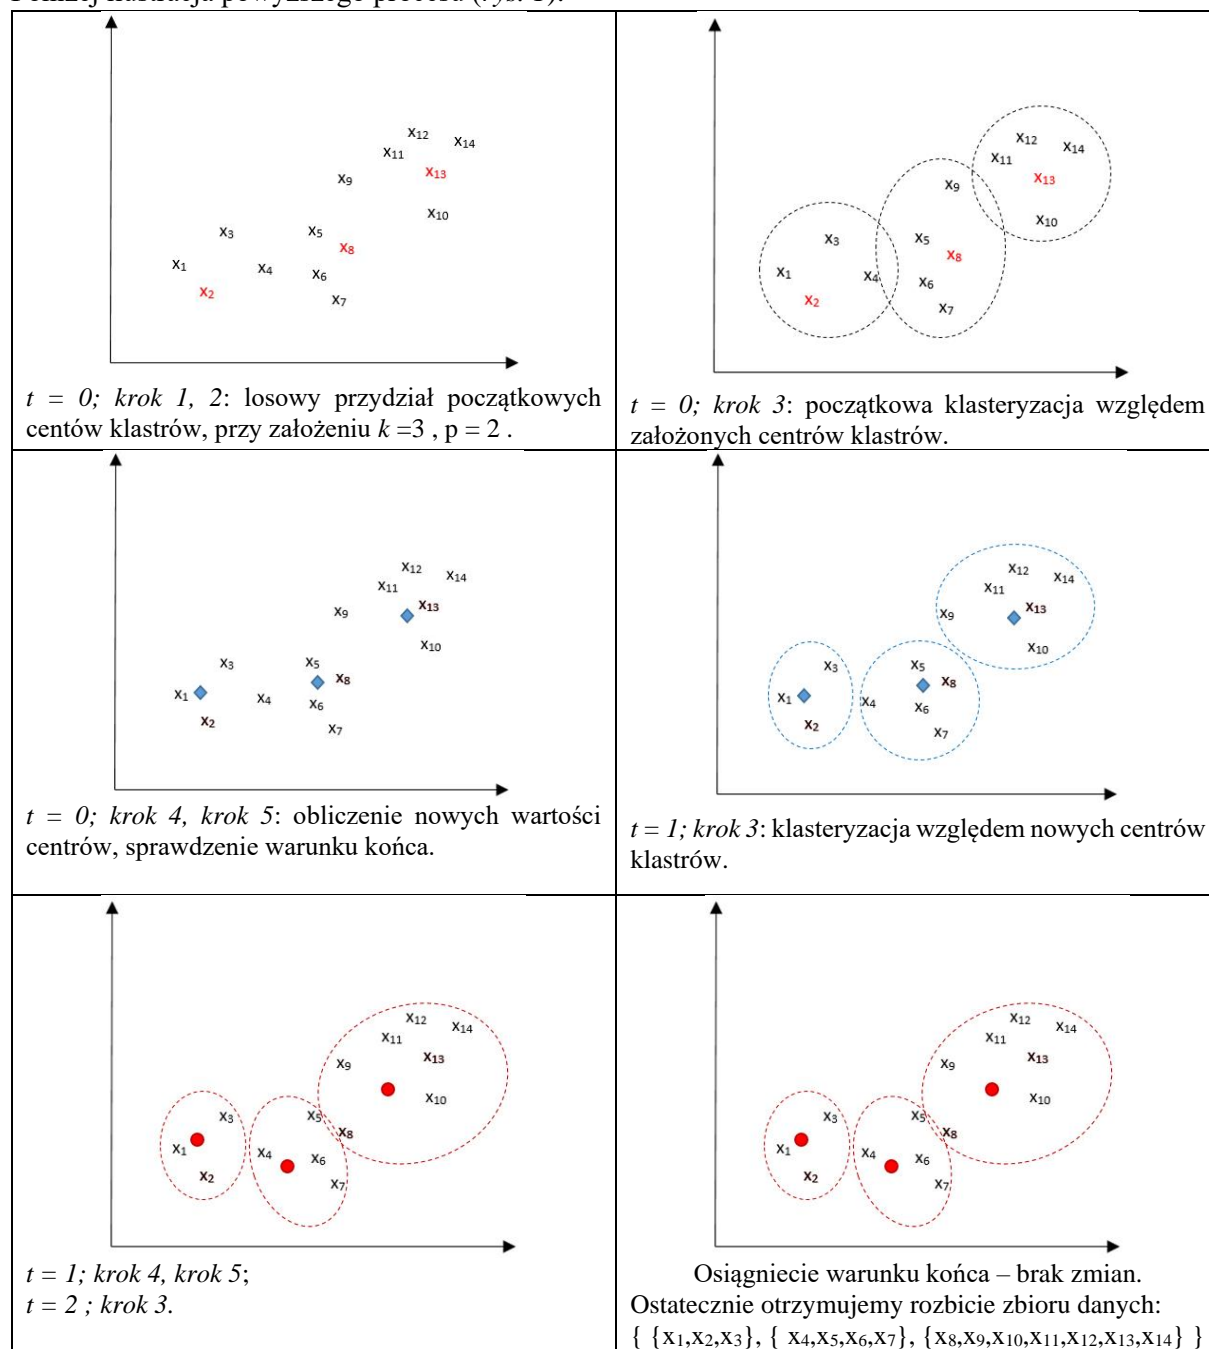 Poniżej ilustracja powyższego procesu (rys.
x₁₂
x₁₄
x₁₁
x₁₃
x₉
x₁₀
x₃
x₅
x₈
x₁
x₄
x₆
x₂
x₇
t = 0; krok 1, 2: losowy przydział początkowych
centów klastrów, przy założeniu k =3 , p = 2 .
x₁₂
x₁₄
x₁₁
x₁₃
x₉
x₁₀
x₃
x₅
x₈
x₁
x₄
x₆
x₂
x₇
t = 0; krok 3: początkowa klasteryzacja względem
założonych centrów klastrów.
x₁₂
x₁₄
x₁₁
x₁₃
x₉
x₁₀
x₃
x₅
x₈
x₁
x₄
x₆
x₂
x₇
t = 0; krok 4, krok 5: obliczenie nowych wartości
centrów, sprawdzenie warunku końca.
x₁₂
x₁₄
x₁₁
x₁₃
x₉
x₁₀
x₃
x₅
x₈
x₁
x₄
x₆
x₂
x₇
t = 1; krok 3: klasteryzacja względem nowych centrów
klastrów.
x₁₂
x₁₄
x₁₁
x₁₃
x₉
x₁₀
x₃
x₅
x₈
x₁
x₄
x₆
x₂
x₇
t = 1; krok 4, krok 5;
t = 2 ; krok 3.
x₁₂
x₁₄
x₁₁
x₁₃
x₉
x₁₀
x₃
x₅
x₈
x₁
x₄
x₆
x₂
x₇
Osiągniecie warunku końca – brak zmian.
Ostatecznie otrzymujemy rozbicie zbioru danych:
{ {x₁,x₂,x₃}, { x₄,x₅,x₆,x₇}, {x₈,x₉,x₁₀,x₁₁,x₁₂,x₁₃,x₁₄} }